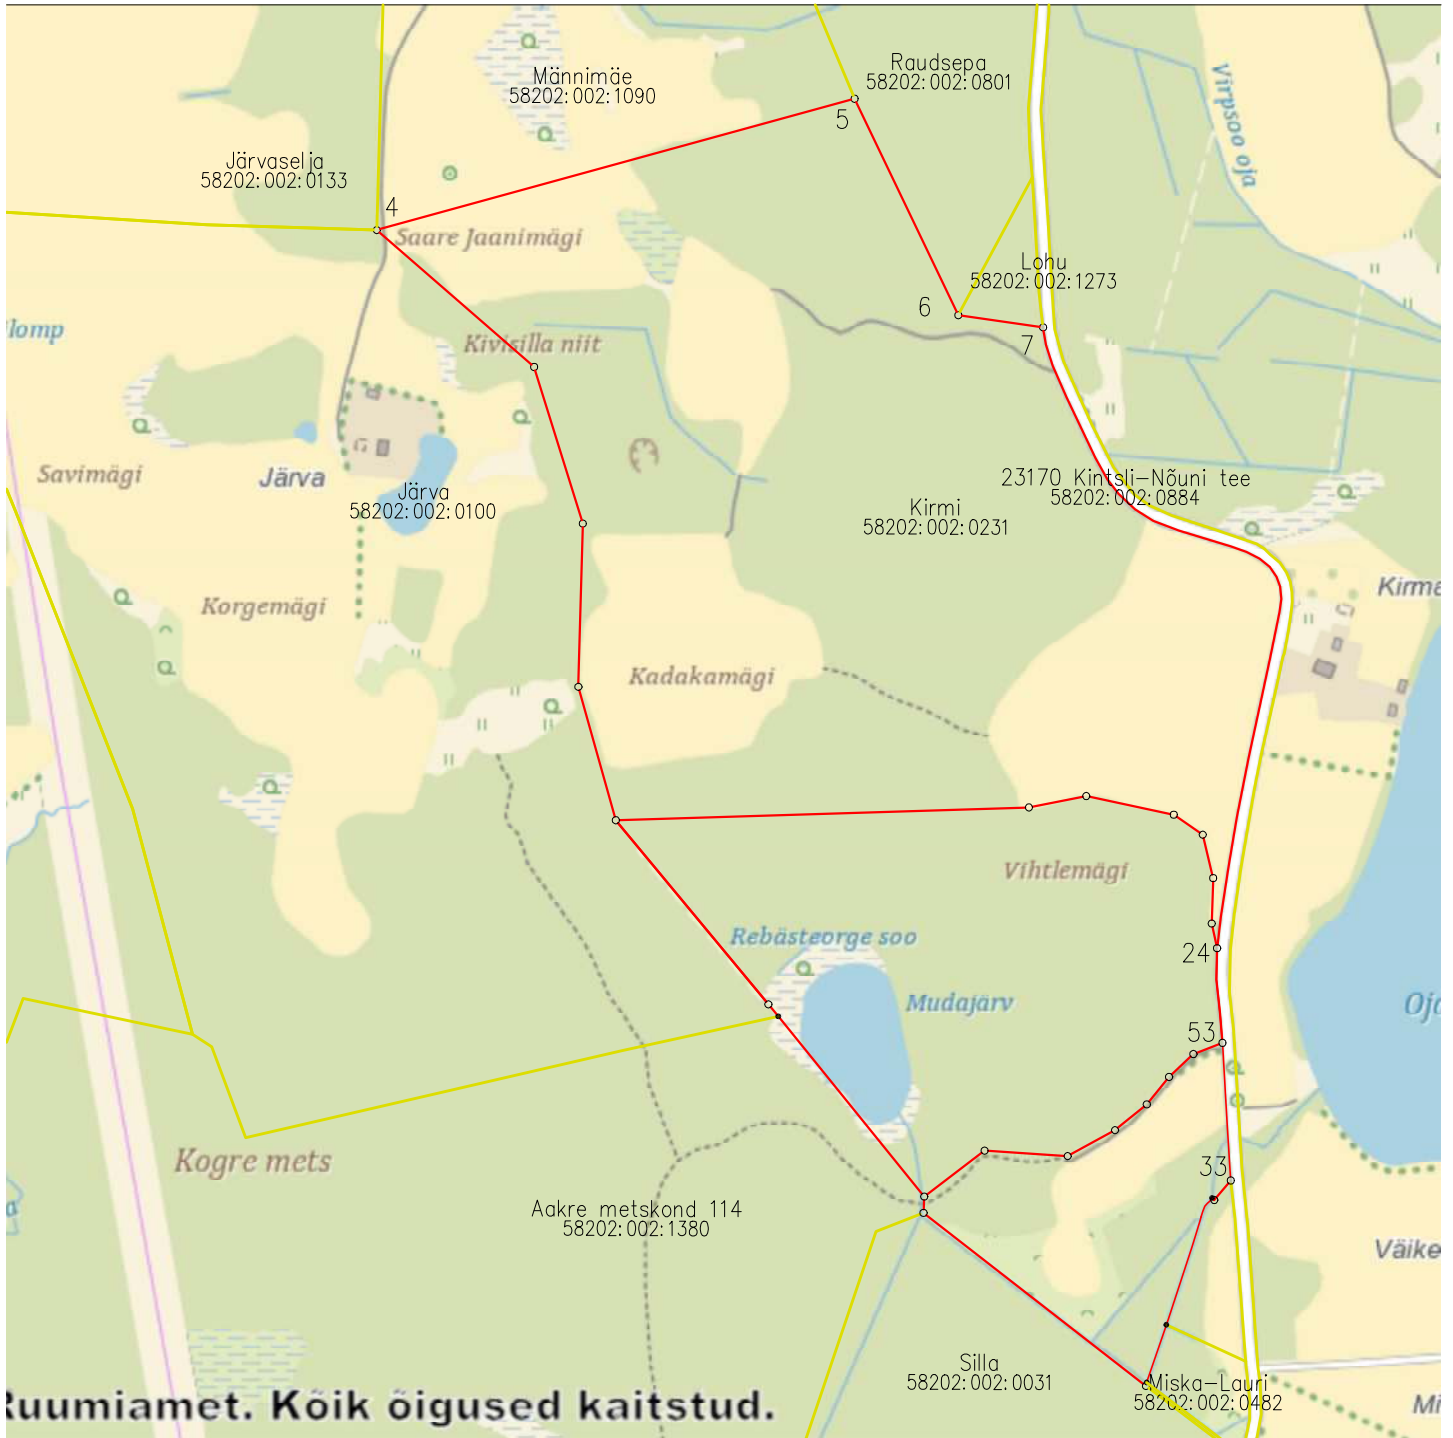 Raudsepa
58202:002:0801
Männimäe
58202:002:1090
5
Virpsoo oja
Järvaselja
58202:002:0133
4
Saare Jaanimägi
Lohu
58202:002:1273
6
7
lomp
Kivisilla niit
Savimägi
Järva
Järva
58202:002:0100
23170 Kintsli-Nõuni tee
58202:002:0884
Kirmi
58202:002:0231
Korgemägi
Kirma
Kadakamägi
Vihtlemägi
Rebästeorge soo
24
Mudajärv
Oja
53
Kogre mets
33
Aakre metskond 114
58202:002:1380
Väike
Silla
58202:002:0031
Miska-Lauri
58202:002:0482
Ruumiamet. Kõik õigused kaitstud.
Mi